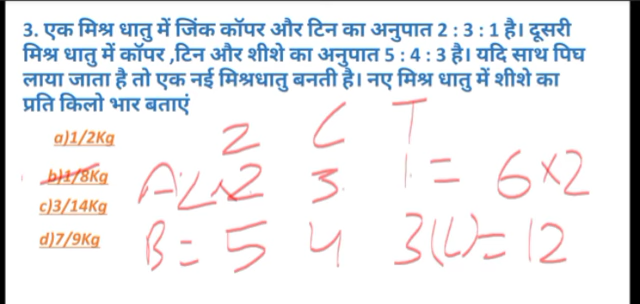 3. एक मिश्र धातु में जिंक कॉपर और टिन का अनुपात 2 : 3 : 1 है। दूसरी
मिश्र धातु में कॉपर ,टिन और शीशे का अनुपात 5 : 4 : 3 है। यदि साथ पिघ
लाया जाता है तो एक नई मिश्रधातु बनती है। नए मिश्र धातु में शीशे का
प्रति किलो भार बताएं
a)1/2Kg
b)1/8Kg
c)3/14Kg
d)7/9Kg
2 C T
A 2 3 1 = 6x2
B = 5 4 3(L) = 12